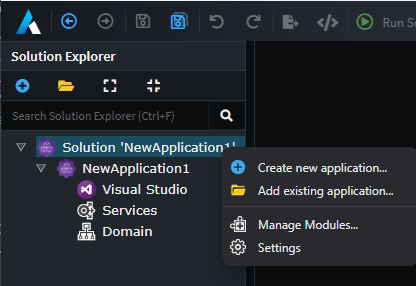 Run So
Solution Explorer
Search Solution Explorer (Ctrl+F)
Solution 'NewApplication1'
NewApplication1
Visual Studio
Services
Domain
Create new application...
Add existing application...
Manage Modules...
Settings